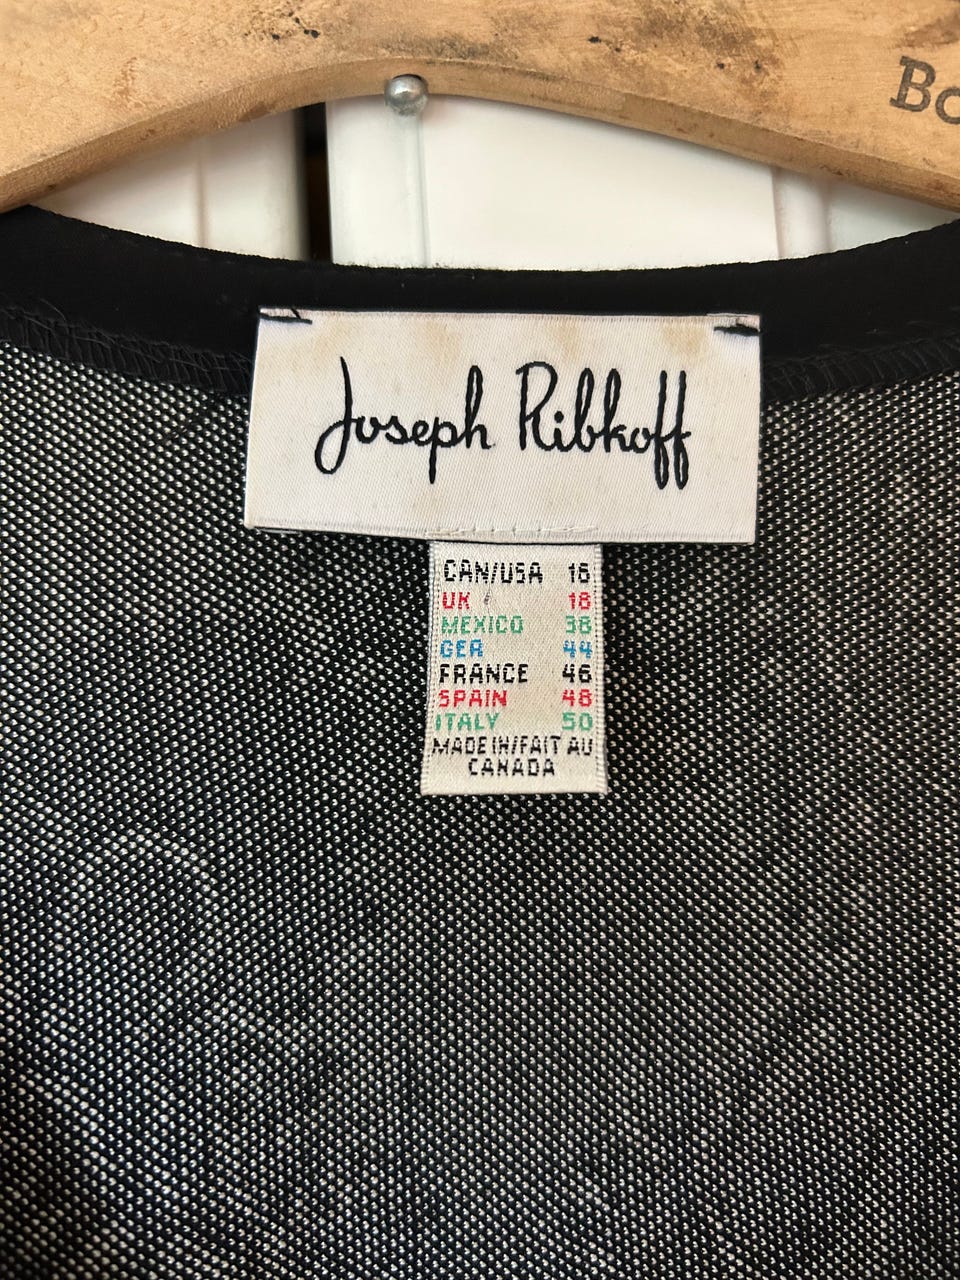 Bo
Joseph Ribkoff
CAN/USA 16
UK 18
MEXICO 38
GER 44
FRANCE 46
SPAIN 48
ITALY 50
MADE IN/FAIT AU
CANADA